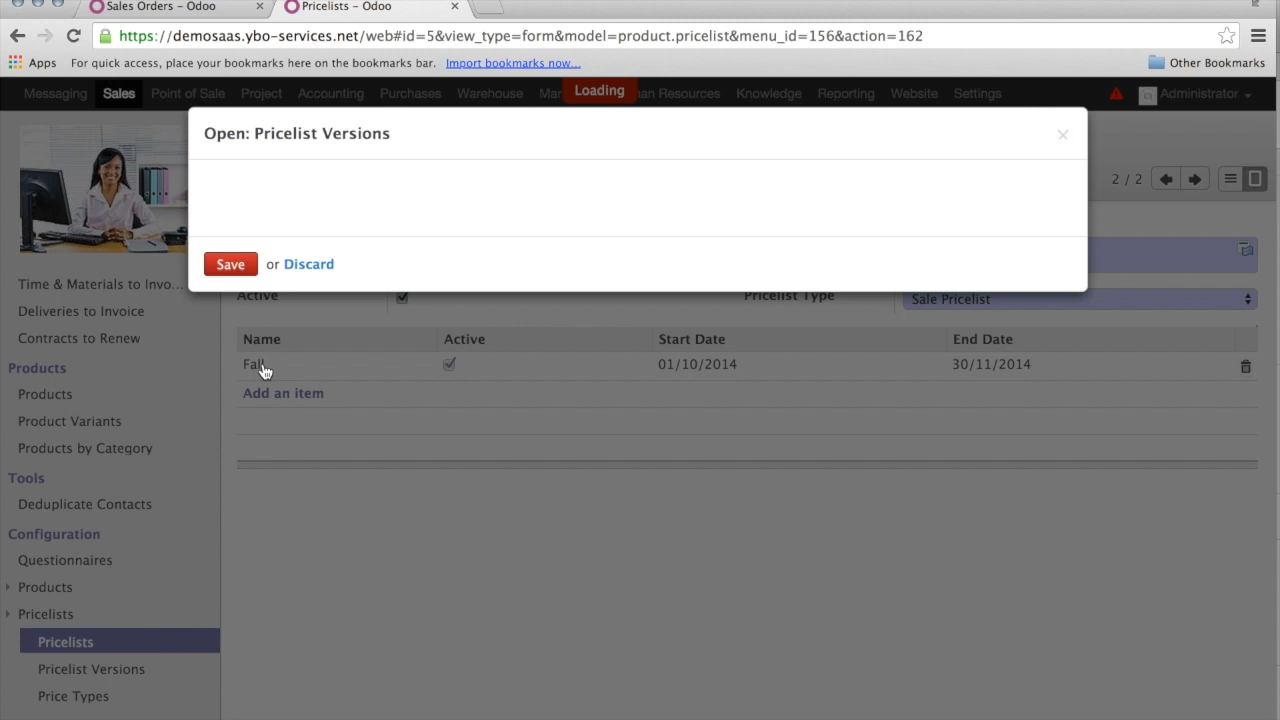 Sales Orders - Odoo
Pricelists - Odoo
https://demosaas.ybo-services.net/web#id=5&view_type=form&model=product.pricelist&menu_id=156&action=162
Apps For quick access, place your bookmarks here on the bookmarks bar. Import bookmarks now... Other Bookmarks
Messaging Sales Point of Sale Project Accounting Purchases Warehouse Mar Loading an Resources Knowledge Reporting Website Settings Administrator
Open: Pricelist Versions
2 / 2
Save or Discard
Active Pricelist Type Sale Pricelist
Name Active Start Date End Date
Fall 01/10/2014 30/11/2014
Add an item
Time & Materials to Invo...
Deliveries to Invoice
Contracts to Renew
Products
Products
Product Variants
Products by Category
Tools
Deduplicate Contacts
Configuration
Questionnaires
Products
Pricelists
Pricelists
Pricelist Versions
Price Types